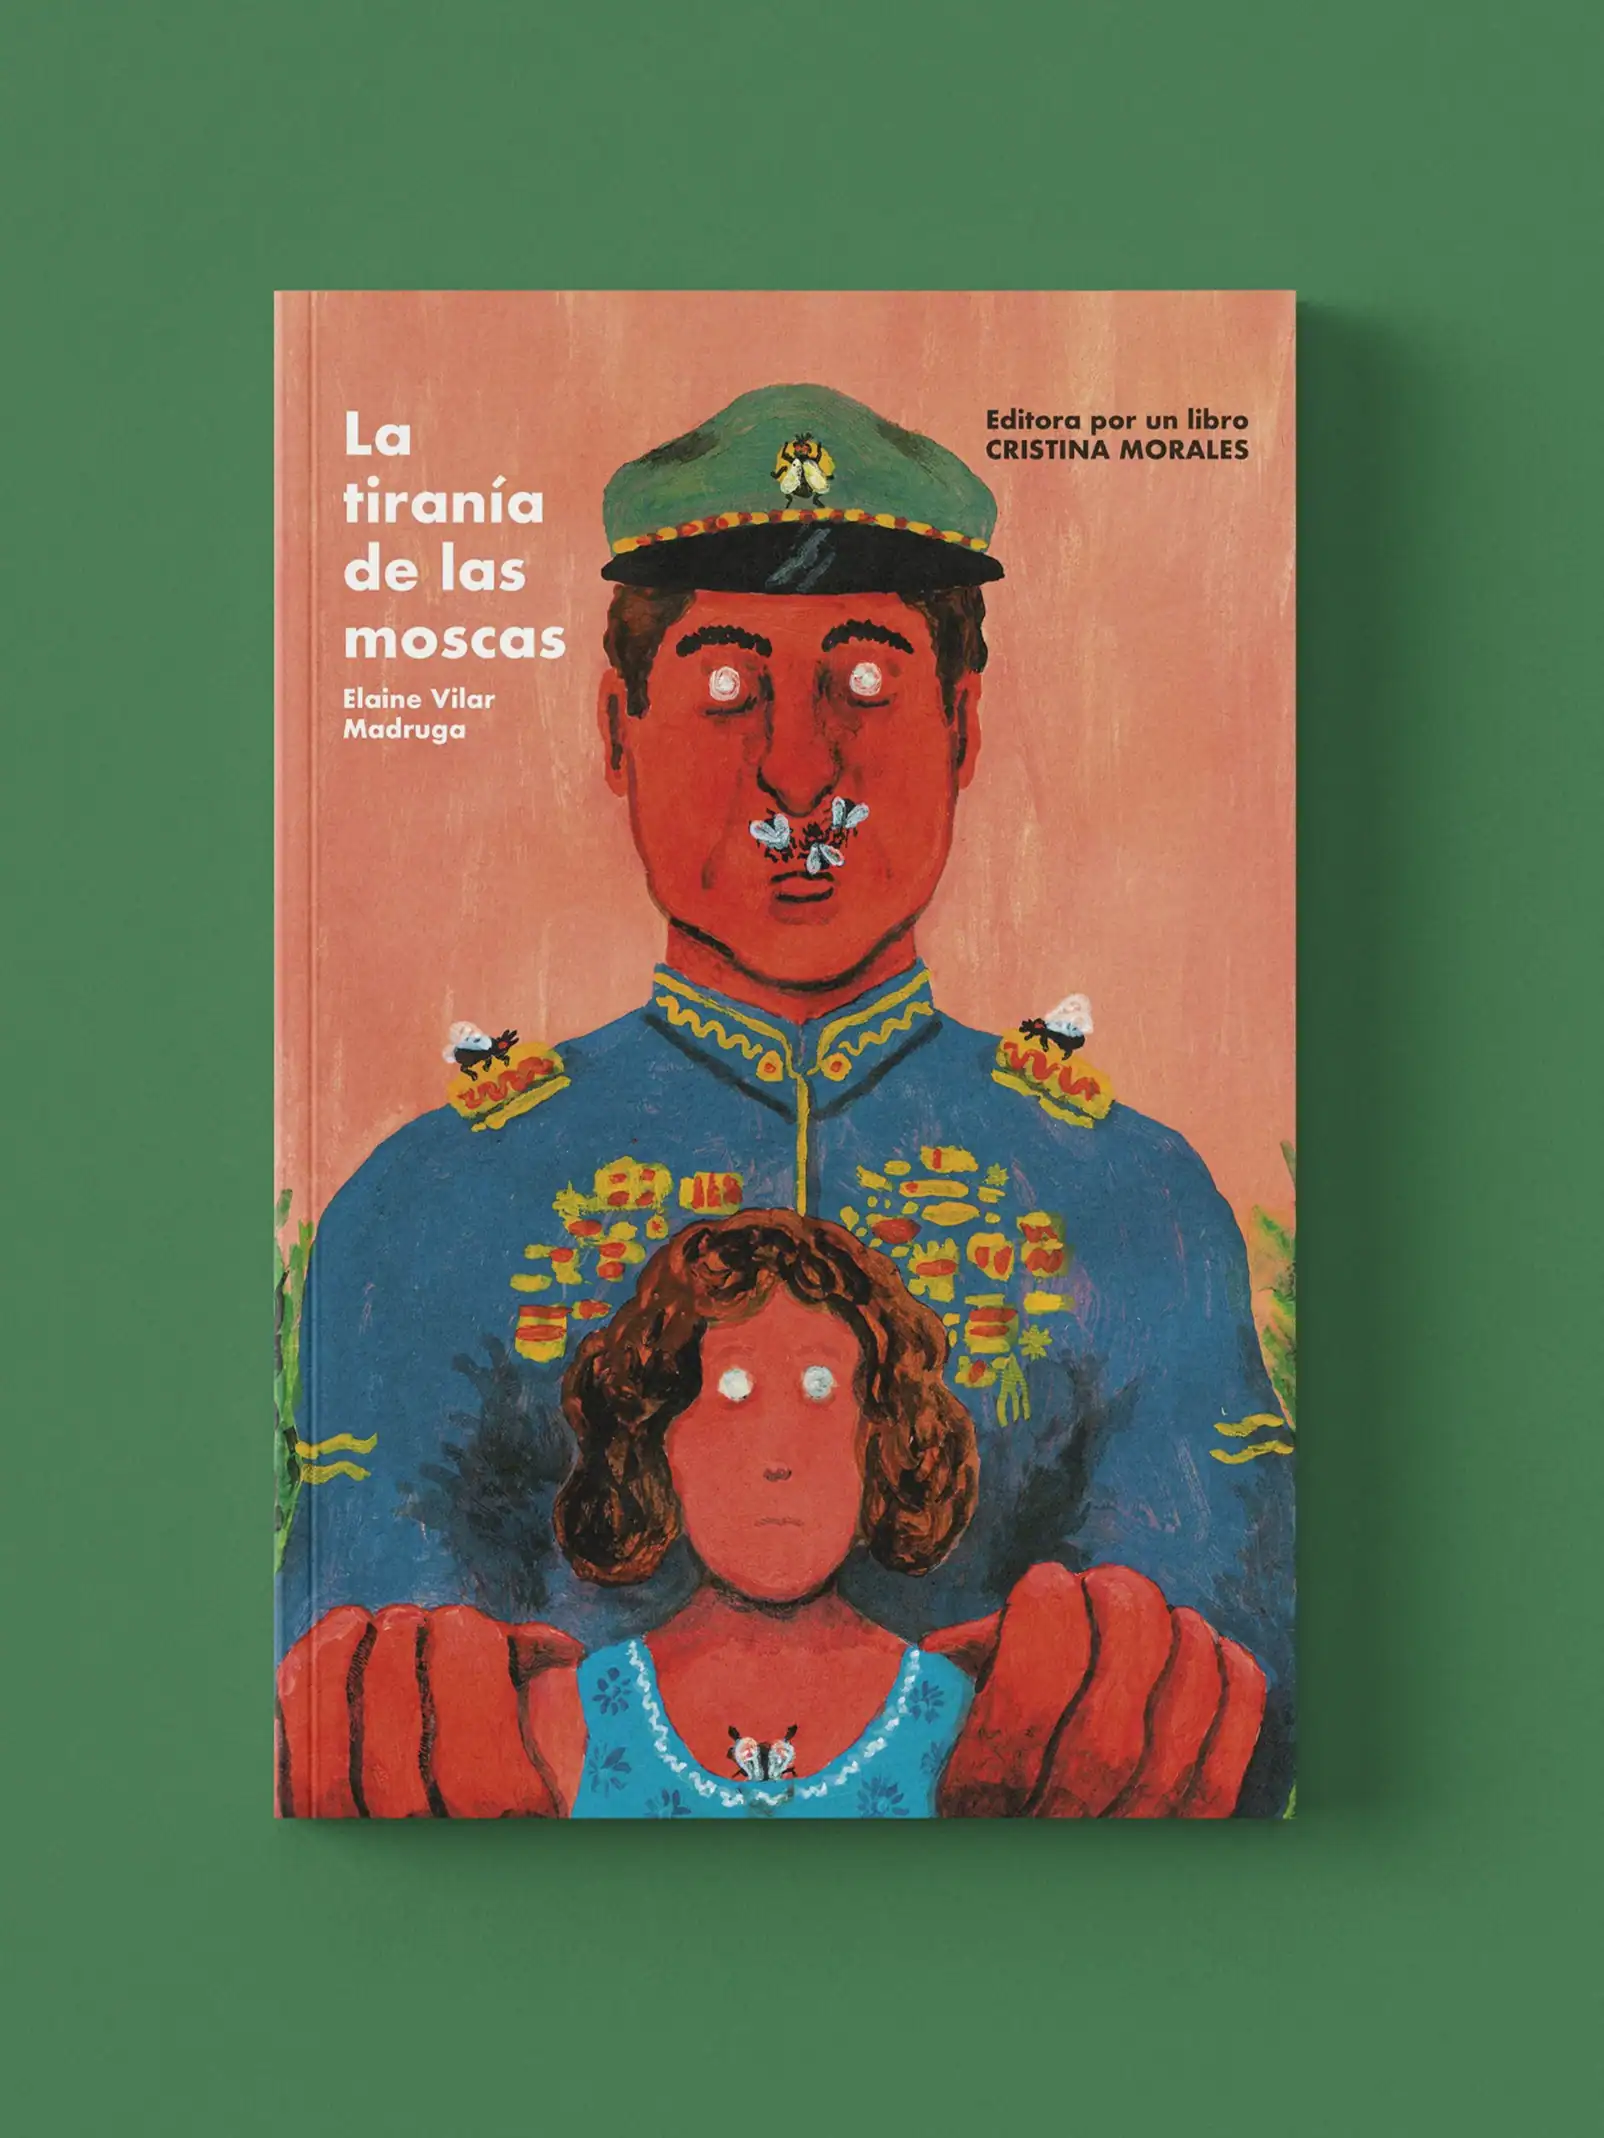 La
tiranía
de las
moscas
Elaine Vilar
Madruga
Editora por un libro
CRISTINA MORALES